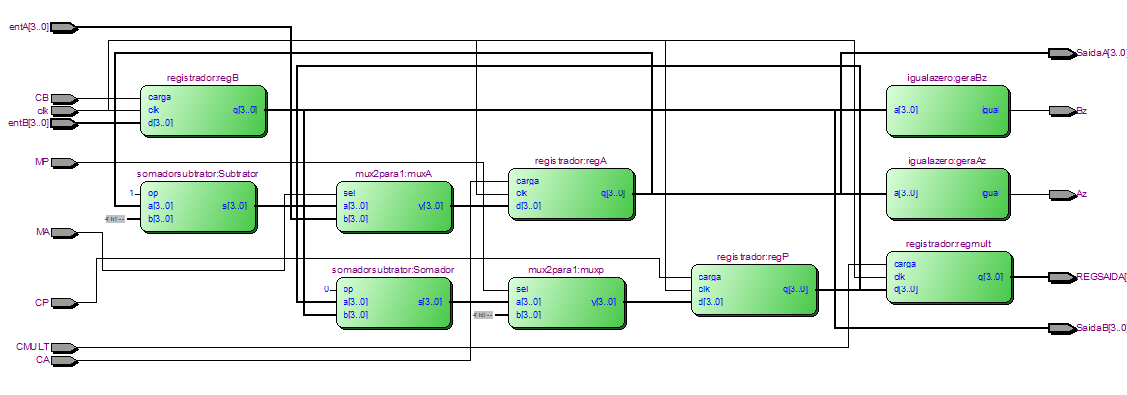 entA[3..0]
SaidaA[3..0]
registrador:regB
igualazero:geraBz
CB
carga
clk
clk
q[3..0]
a[3..0]
igual
Bz
entB[3..0]
d[3..0]
MP
registrador:regA
igualazero:geraAz
somadorsubtrator:Subtrator
mux2para1:muxA
carga
1
op
sel
clk
q[3..0]
a[3..0]
igual
Az
a[3..0]
s[3..0]
a[3..0]
y[3..0]
d[3..0]
4'h1 --
b[3..0]
b[3..0]
MA
registrador:regmult
registrador:regP
carga
somadorsubtrator:Somador
mux2para1:muxp
carga
clk
q[3..0]
REGSAIDA[
0
op
sel
clk
q[3..0]
d[3..0]
CP
a[3..0]
s[3..0]
a[3..0]
y[3..0]
d[3..0]
b[3..0]
4'h0 --
b[3..0]
SaidaB[3..0]
CMULT
CA